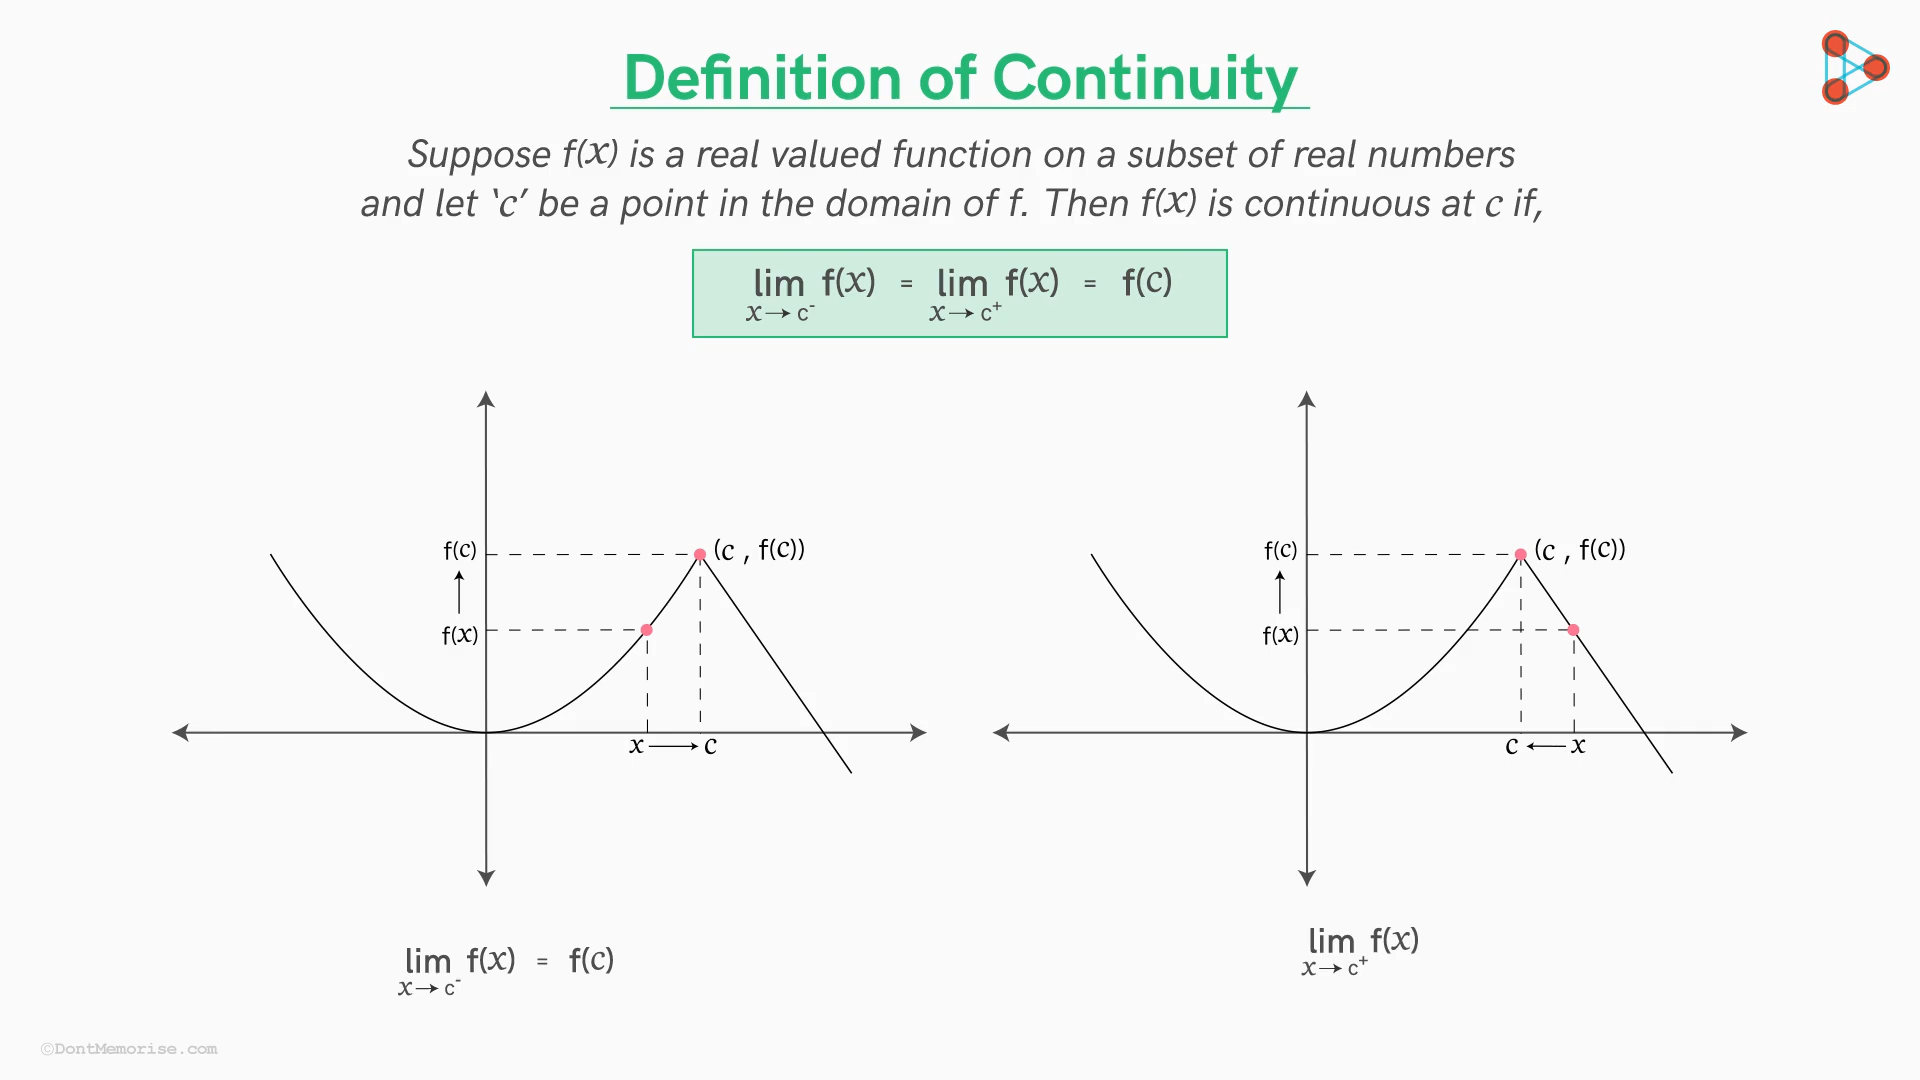 Definition of Continuity
Suppose f(x) is a real valued function on a subset of real numbers
and let ‘c’ be a point in the domain of f. Then f(x) is continuous at c if,
lim f(x) = lim f(x) = f(c)
x→ c⁻ x→ c⁺
f(c) (c , f(c))
f(x)
x c
f(c) (c , f(c))
f(x)
c x
lim f(x) = f(c)
x→ c⁻
lim f(x)
x→ c⁺
©DontMemorise.com